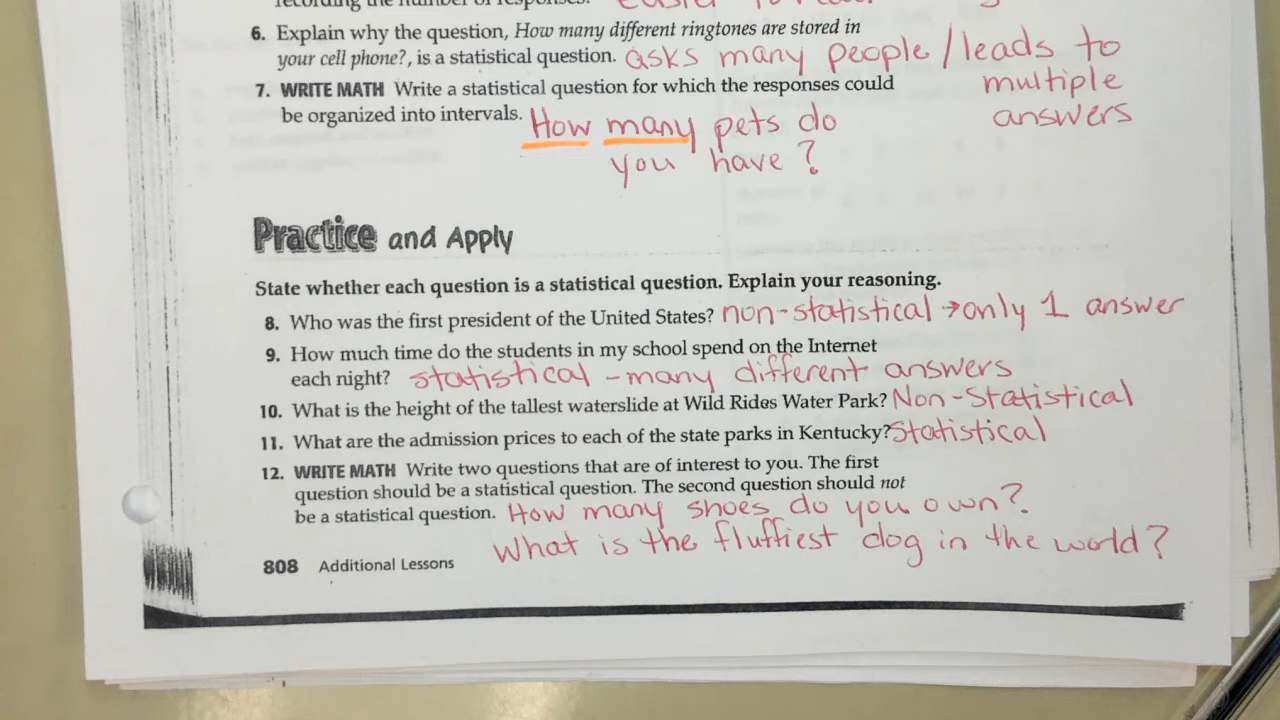 recording the number of responses. easier to read
6. Explain why the question, How many different ringtones are stored in
your cell phone?, is a statistical question. asks many people / leads to
multiple
answers
7. WRITE MATH Write a statistical question for which the responses could
be organized into intervals. How many pets do
you have?
Practice and Apply
State whether each question is a statistical question. Explain your reasoning.
8. Who was the first president of the United States? non-statistical → only 1 answer
9. How much time do the students in my school spend on the Internet
each night? statistical - many different answers
10. What is the height of the tallest waterslide at Wild Rides Water Park? Non-Statistical
11. What are the admission prices to each of the state parks in Kentucky? Statistical
12. WRITE MATH Write two questions that are of interest to you. The first
question should be a statistical question. The second question should not
be a statistical question. How many shoes do you own?
What is the fluffiest dog in the world?
808 Additional Lessons